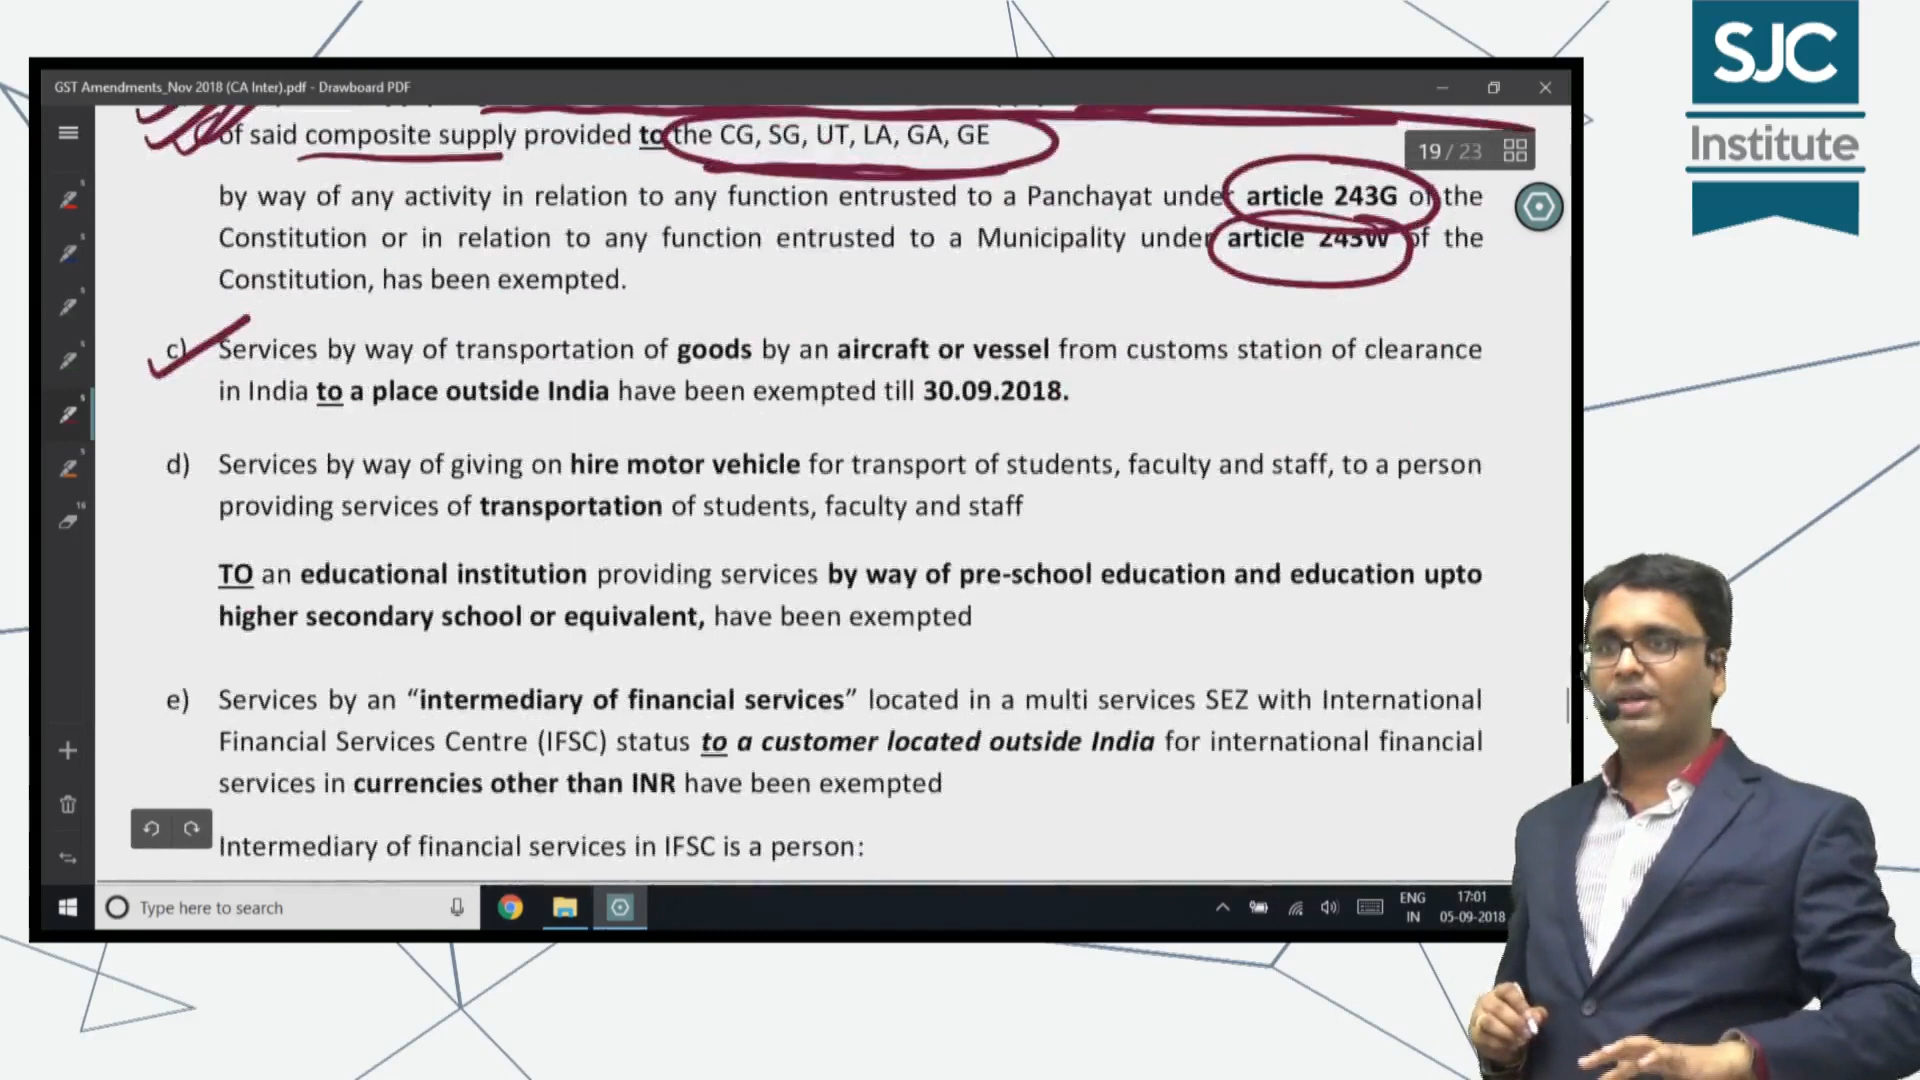 GST Amendments_Nov 2018 (CA Inter).pdf - Drawboard PDF
of said composite supply provided to the CG, SG, UT, LA, GA, GE
19 / 23
by way of any activity in relation to any function entrusted to a Panchayat under article 243G of the
Constitution or in relation to any function entrusted to a Municipality under article 243W of the
Constitution, has been exempted.
c) Services by way of transportation of goods by an aircraft or vessel from customs station of clearance
in India to a place outside India have been exempted till 30.09.2018.
d) Services by way of giving on hire motor vehicle for transport of students, faculty and staff, to a person
providing services of transportation of students, faculty and staff
TO an educational institution providing services by way of pre-school education and education upto
higher secondary school or equivalent, have been exempted
e) Services by an “intermediary of financial services” located in a multi services SEZ with International
Financial Services Centre (IFSC) status to a customer located outside India for international financial
services in currencies other than INR have been exempted
Intermediary of financial services in IFSC is a person:
Type here to search
ENG
IN
17:01
05-09-2018
SJC
Institute